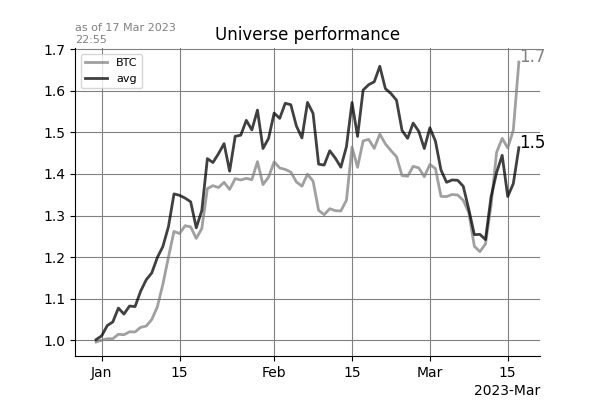 as of 17 Mar 2023
22:55
Universe performance
BTC
avg
1.7
1.5
1.7
1.6
1.5
1.4
1.3
1.2
1.1
1.0
Jan 15 Feb 15 Mar 15
2023-Mar